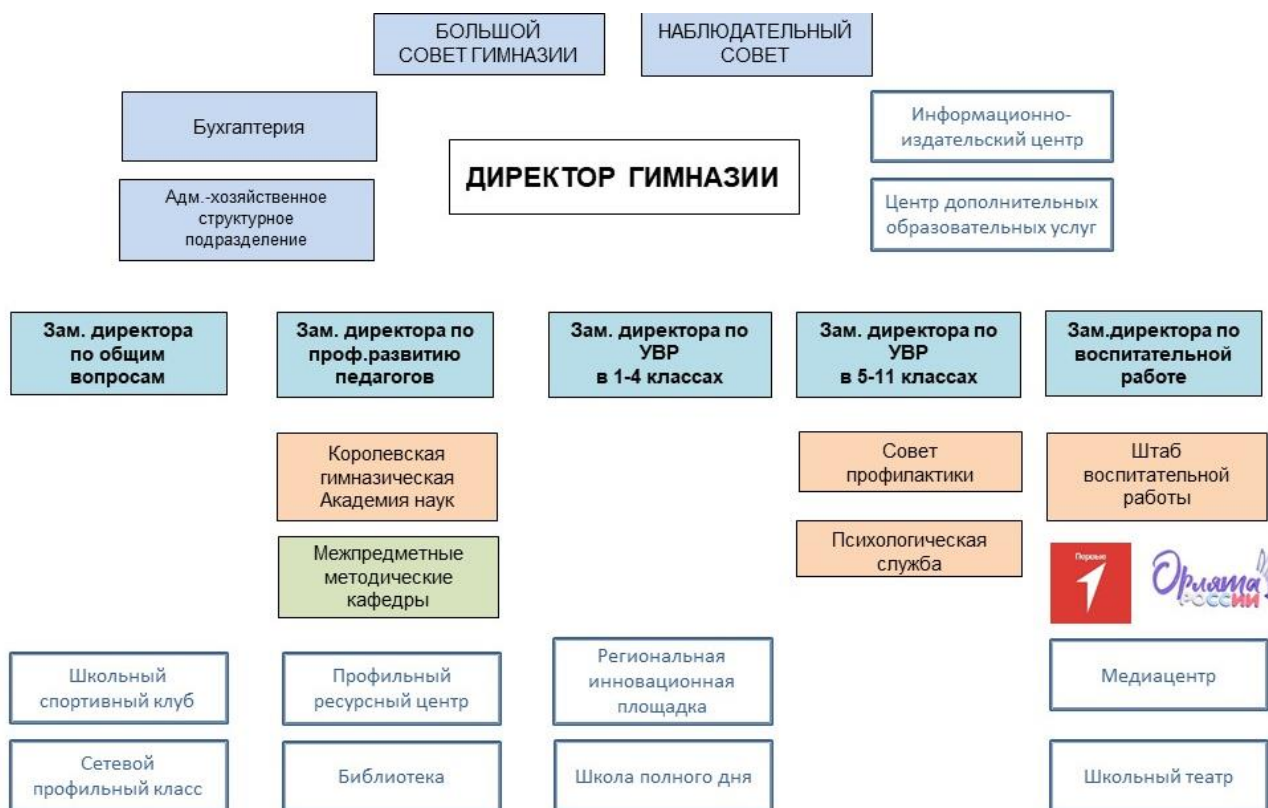 БОЛЬШОЙ
СОВЕТ ГИМНАЗИИ
НАБЛЮДАТЕЛЬНЫЙ
СОВЕТ
Бухгалтерия
Адм.-хозяйственное
структурное
подразделение
ДИРЕКТОР ГИМНАЗИИ
Информационно-
издательский центр
Центр дополнительных
образовательных услуг
Зам. директора
по общим
вопросам
Зам. директора по
проф.развитию
педагогов
Зам. директора по
УВР
в 1-4 классах
Зам. директора по
УВР
в 5-11 классах
Зам.директора по
воспитательной
работе
Королевская
гимназическая
Академия наук
Совет
профилактики
Штаб
воспитательной
работы
Межпредметные
методические
кафедры
Психологическая
служба
Первые
Орлята
РОССИИ
Школьный
спортивный клуб
Профильный
ресурсный центр
Региональная
инновационная
площадка
Медиацентр
Сетевой
профильный класс
Библиотека
Школа полного дня
Школьный театр